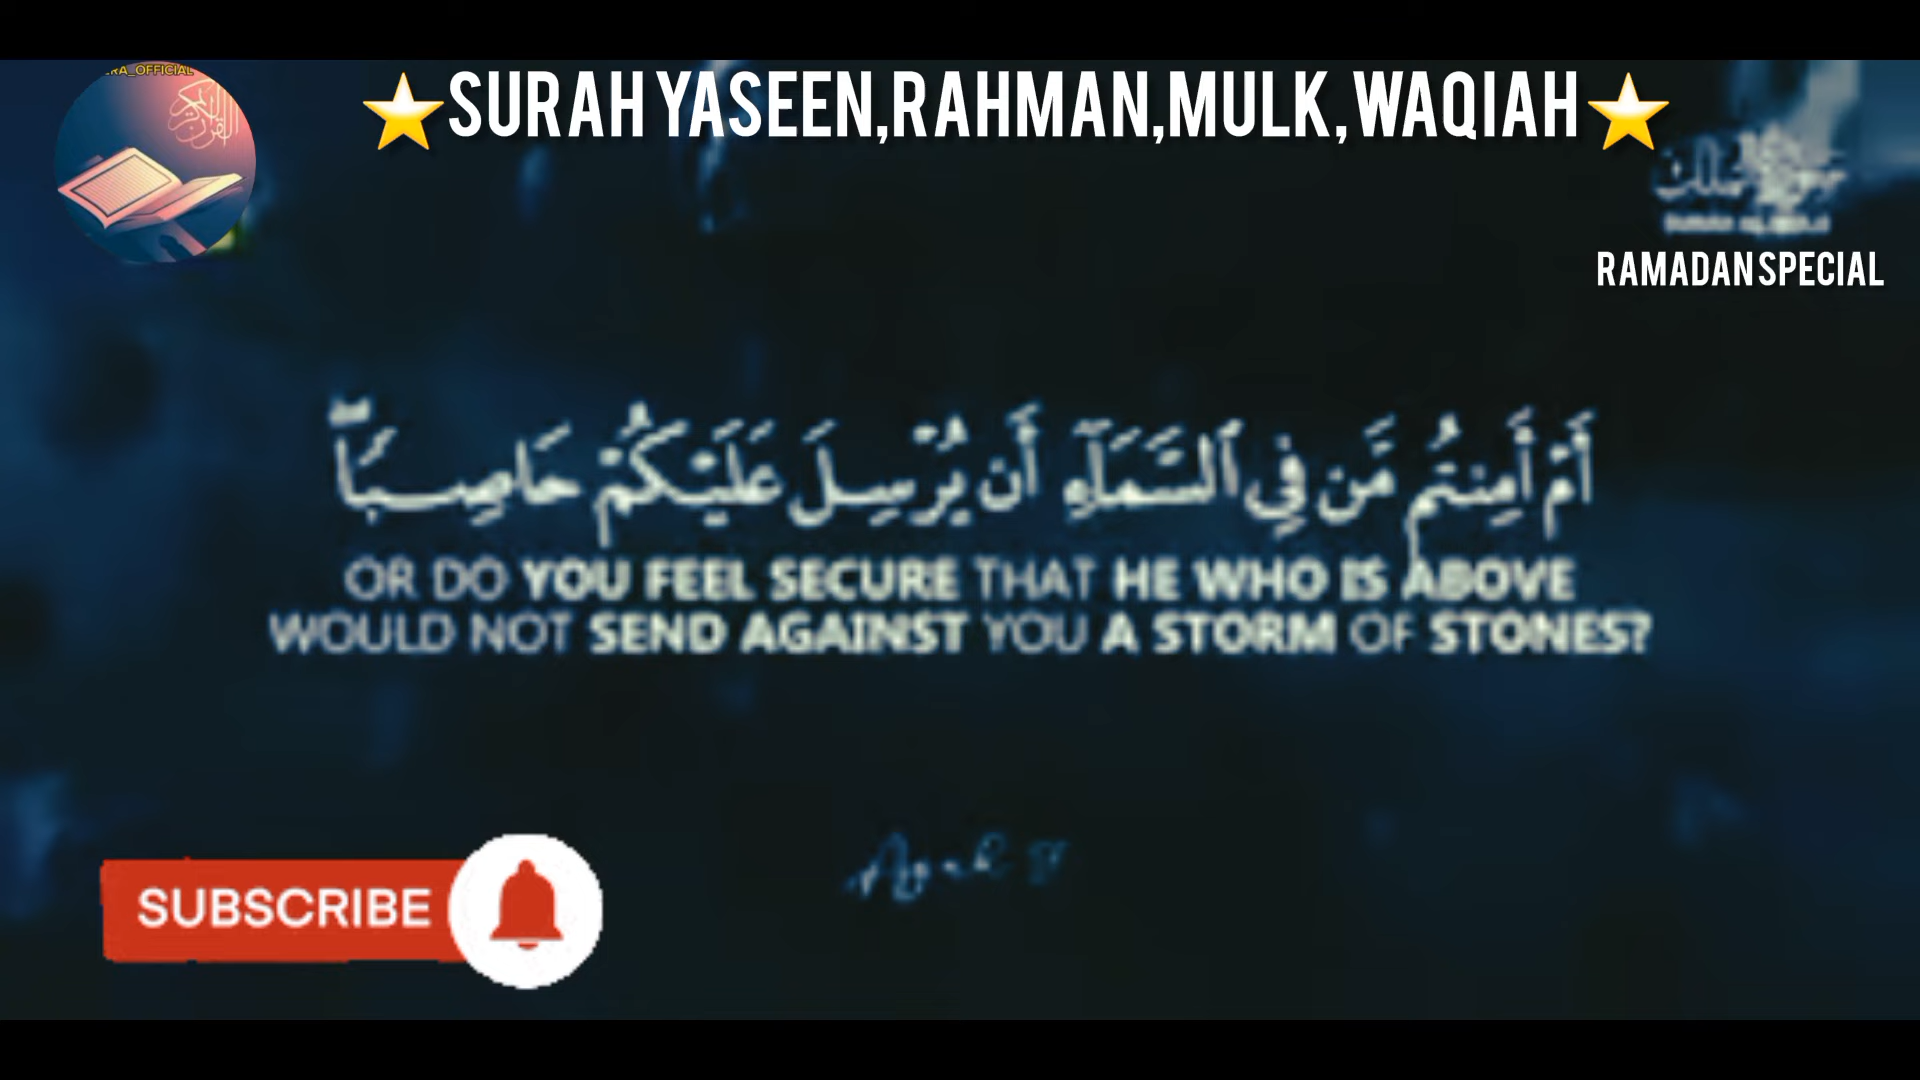 RA_OFFICIAL
⭐SURAH YASEEN,RAHMAN,MULK,WAQIAH⭐
RAMADAN SPECIAL
أَمْ أَمِنتُم مَّن فِي ٱلسَّمَآءِ أَن يُرْسِلَ عَلَيْكُمْ حَاصِبًا
OR DO YOU FEEL SECURE THAT HE WHO IS ABOVE
WOULD NOT SEND AGAINST YOU A STORM OF STONES?
SUBSCRIBE